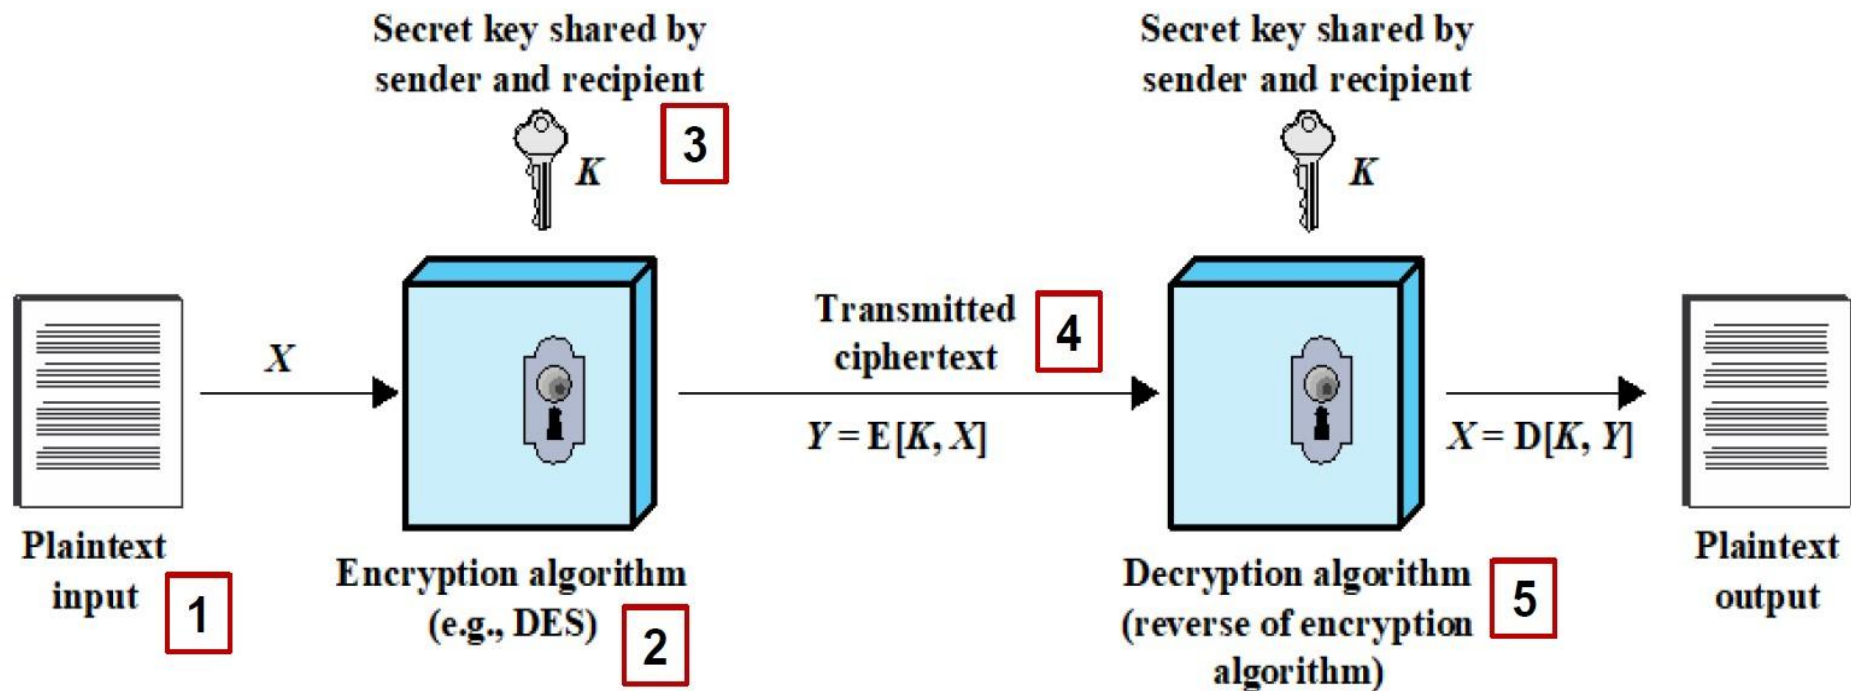 Secret key shared by
sender and recipient
3
K
Secret key shared by
sender and recipient
K
X
Transmitted
ciphertext
4
Y = E[K, X]
X = D[K, Y]
Plaintext
input
1
Encryption algorithm
(e.g., DES)
2
Decryption algorithm
(reverse of encryption
algorithm)
5
Plaintext
output